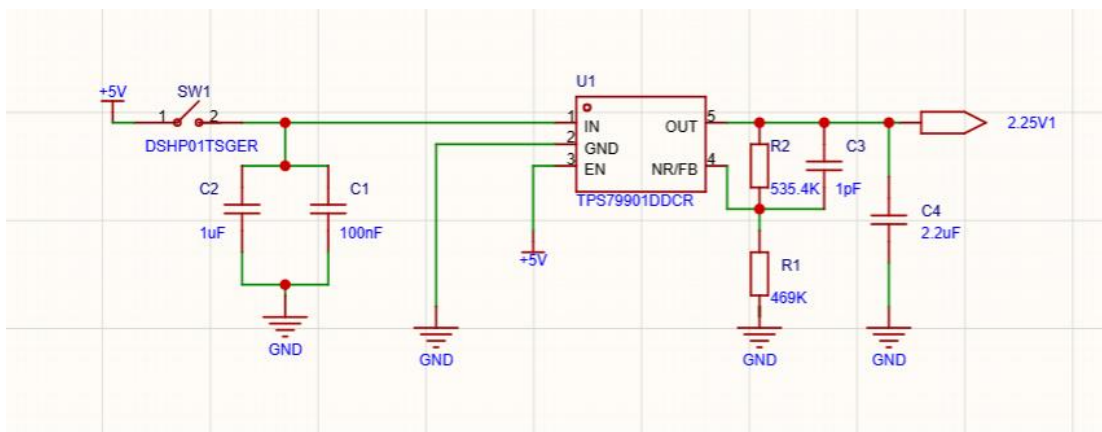 U1
+5V
SW1
1
2
DSHP01TSGER
1
IN
2
GND
3
EN
OUT
5
NR/FB
4
TPS79901DDCR
2.25V1
R2
535.4K
C3
1pF
C2
1uF
C1
100nF
+5V
C4
2.2uF
R1
469K
GND
GND
GND
GND